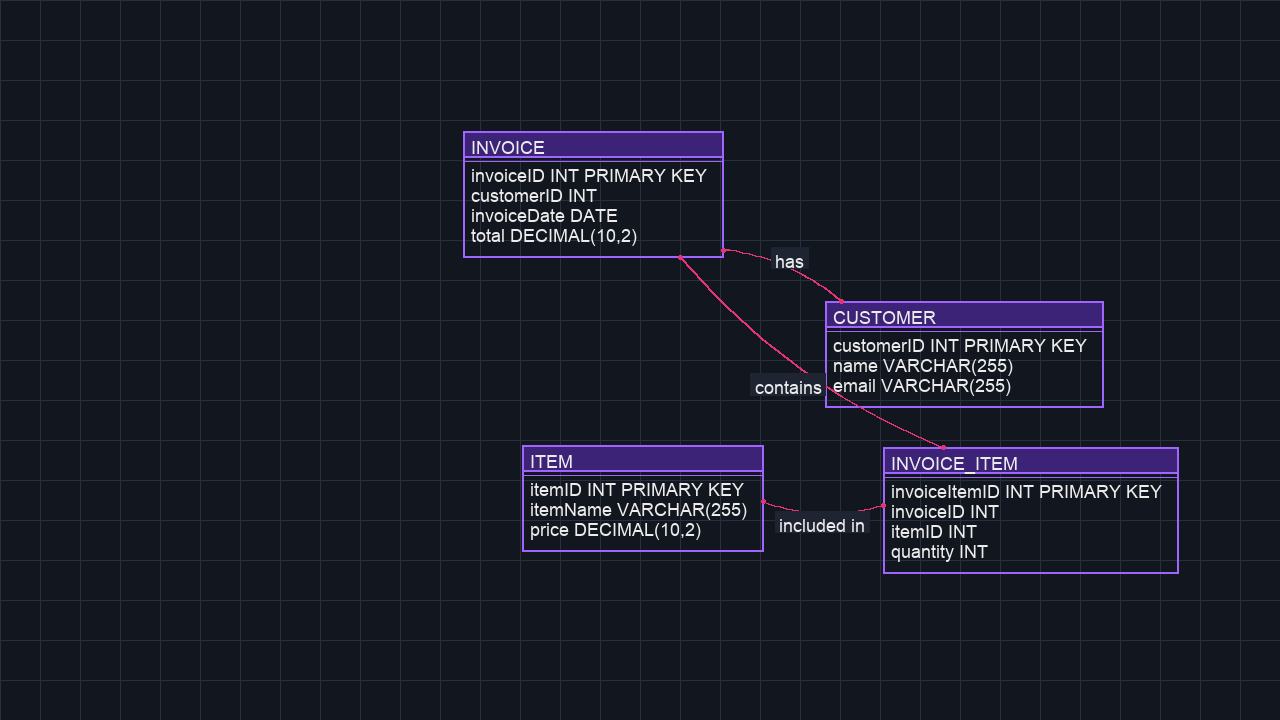 INVOICE
invoiceID INT PRIMARY KEY
customerID INT
invoiceDate DATE
total DECIMAL(10,2)
has
CUSTOMER
customerID INT PRIMARY KEY
name VARCHAR(255)
email VARCHAR(255)
contains
ITEM
itemID INT PRIMARY KEY
itemName VARCHAR(255)
price DECIMAL(10,2)
included in
INVOICE_ITEM
invoiceItemID INT PRIMARY KEY
invoiceID INT
itemID INT
quantity INT